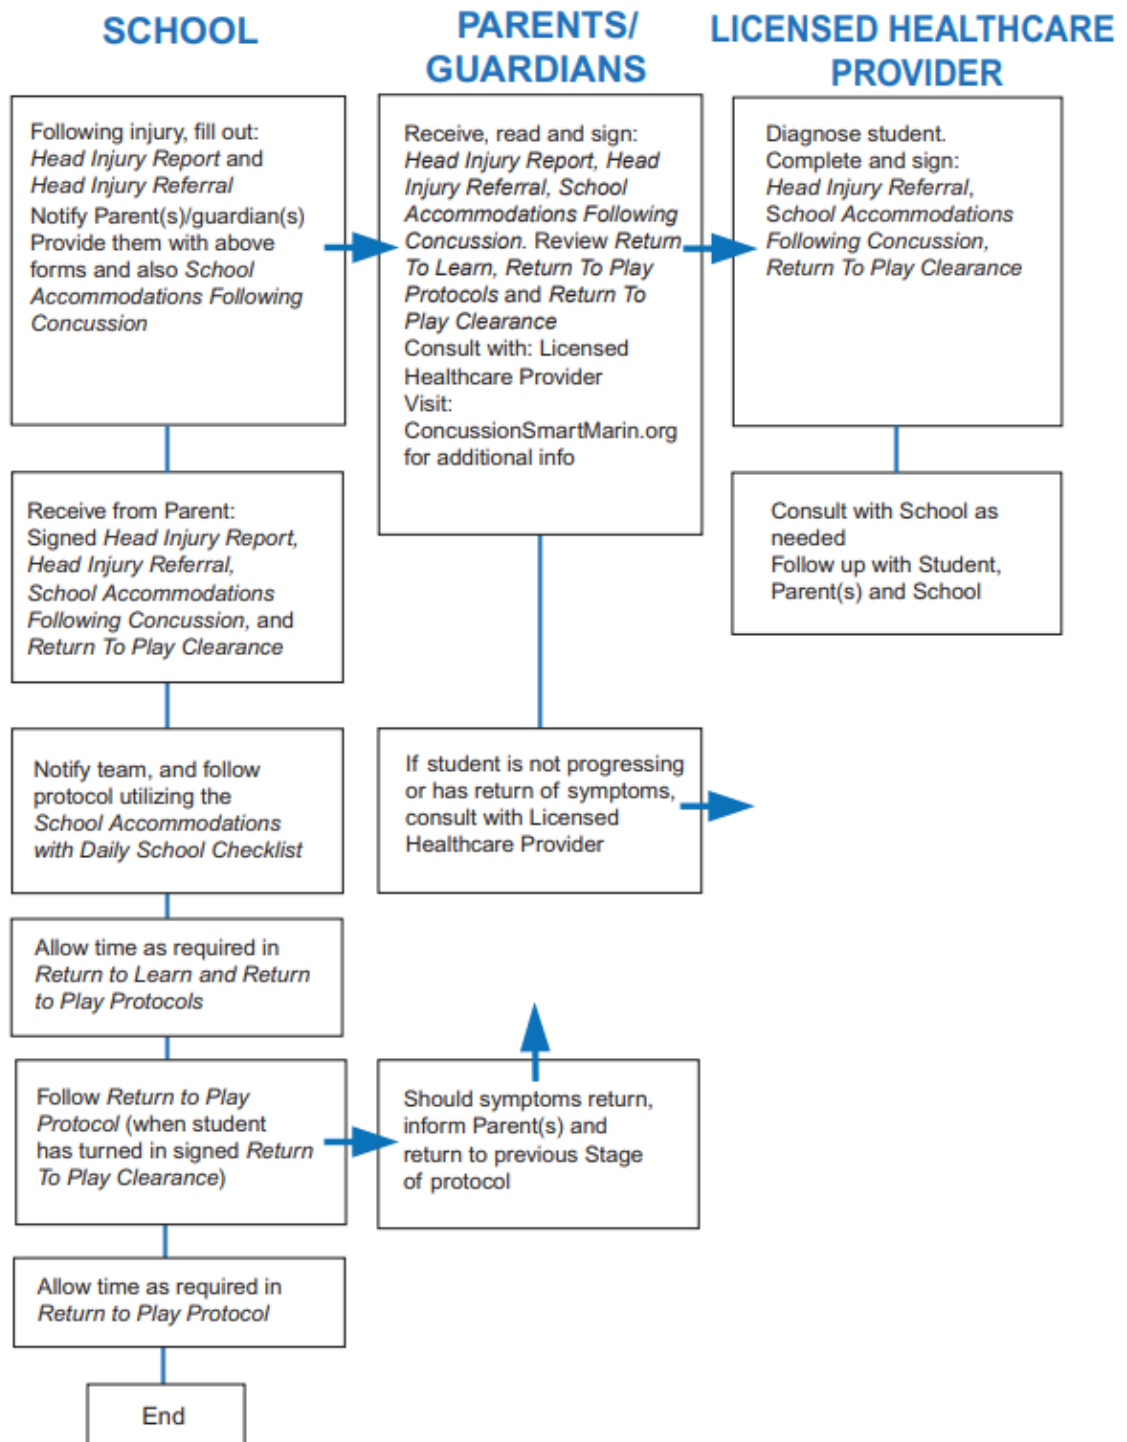 SCHOOL
PARENTS/
GUARDIANS
LICENSED HEALTHCARE
PROVIDER
Following injury, fill out:
Head Injury Report and
Head Injury Referral
Notify Parent(s)/guardian(s)
Provide them with above
forms and also School
Accommodations Following
Concussion
Receive, read and sign:
Head Injury Report, Head
Injury Referral, School
Accommodations Following
Concussion. Review Return
To Learn, Return To Play
Protocols and Return To
Play Clearance
Consult with: Licensed
Healthcare Provider
Visit:
ConcussionSmartMarin.org
for additional info
Diagnose student.
Complete and sign:
Head Injury Referral,
School Accommodations
Following Concussion,
Return To Play Clearance
Receive from Parent:
Signed Head Injury Report,
Head Injury Referral,
School Accommodations
Following Concussion, and
Return To Play Clearance
Consult with School as
needed
Follow up with Student,
Parent(s) and School
Notify team, and follow
protocol utilizing the
School Accommodations
with Daily School Checklist
If student is not progressing
or has return of symptoms,
consult with Licensed
Healthcare Provider
Allow time as required in
Return to Learn and Return
to Play Protocols
Follow Return to Play
Protocol (when student
has turned in signed Return
To Play Clearance)
Should symptoms return,
inform Parent(s) and
return to previous Stage
of protocol
Allow time as required in
Return to Play Protocol
End